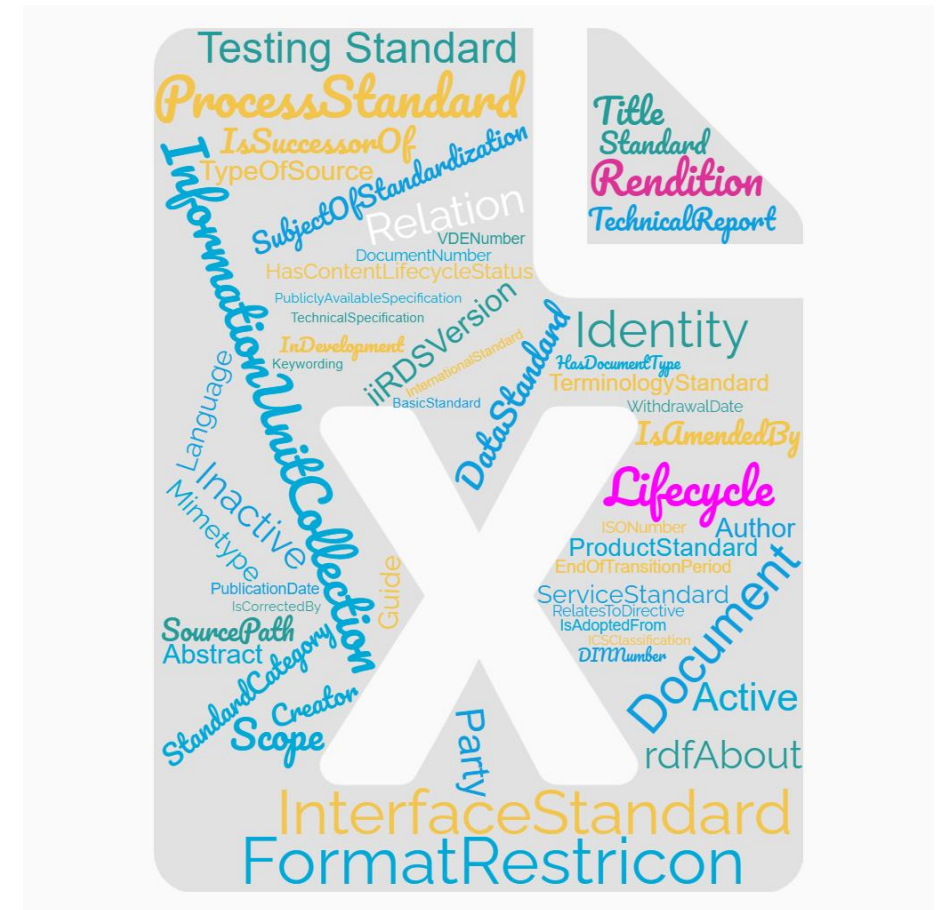 Testing Standard
ProcessStandard
IsSuccessorOf
TypeOfSource
SubjectOfStandardization
Relation
VDENumber
DocumentNumber
HasContentLifecycleStatus
PubliclyAvailableSpecification
TechnicalSpecification
InDevelopment
Keywording
iiRDSVersion
InternationalStandard
BasicStandard
DataStandard
InformationUnitCollection
Title
Standard
Rendition
TechnicalReport
Identity
HasDocumentType
TerminologyStandard
WithdrawalDate
IsAmendedBy
Lifecycle
ISONumber
Author
ProductStandard
EndOfTransitionPeriod
ServiceStandard
RelatesToDirective
IsAdoptedFrom
ICSClassification
DINNumber
Document
Active
rdfAbout
Language
Inactive
Mimetype
PublicationDate
IsCorrectedBy
Guide
SourcePath
Abstract
StandardCategory
Creator
Scope
Party
X
InterfaceStandard
FormatRestricon